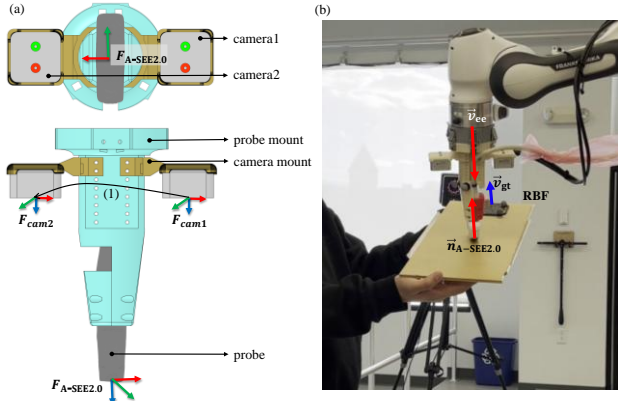 (a)
F_A-SEE2.0
camera1
camera2
probe mount
camera mount
(1)
F_cam2
F_cam1
probe
F_A-SEE2.0
(b)
FRANKA EMIKA
v_ee
v_gt
RBF
n_A-SEE2.0